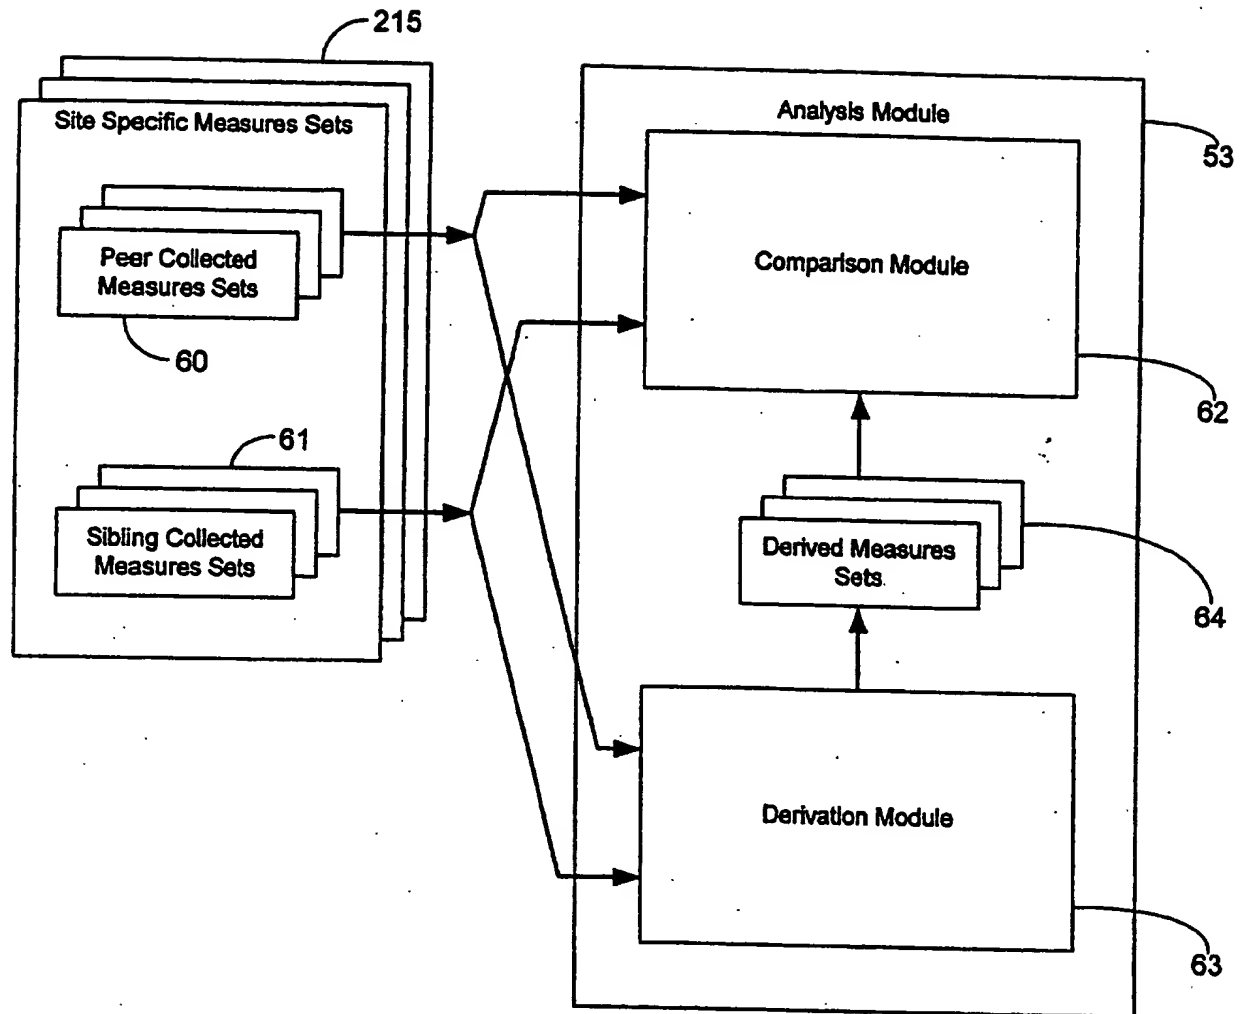 215
Site Specific Measures Sets
Analysis Module
53
Peer Collected
Measures Sets
Comparison Module
60
62
61
Sibling Collected
Measures Sets
Derived Measures
Sets
64
Derivation Module
63